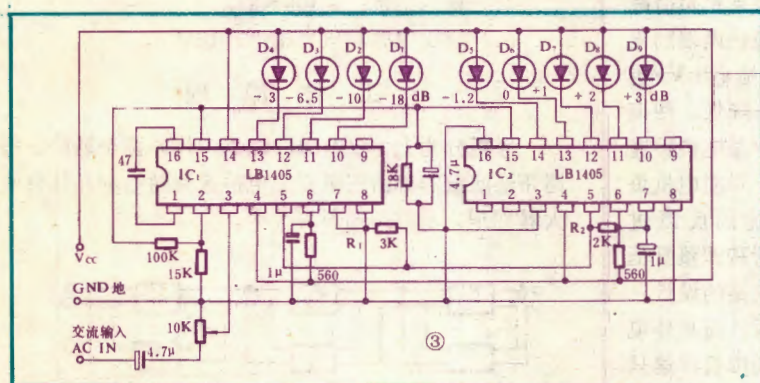 D₄ D₃ D₂ D₁ D₅ D₆ D₇ D₈ D₉
-3 -6.5 -10 -18 dB -1.2 0 +1 +2 +3 dB
16 15 14 13 12 11 10 9 16 15 14 13 12 11 10 9
47 IC₁ LB1405 8K 4.7μ IC₂ LB1405
1 2 3 4 5 6 7 8 1 2 3 4 5 6 7 8
R₁ 3K R₂ 2K
Vcc 100K 15K 1μ 560 560 1μ
GND 地
交流输入 10K
AC IN 4.7μ
③